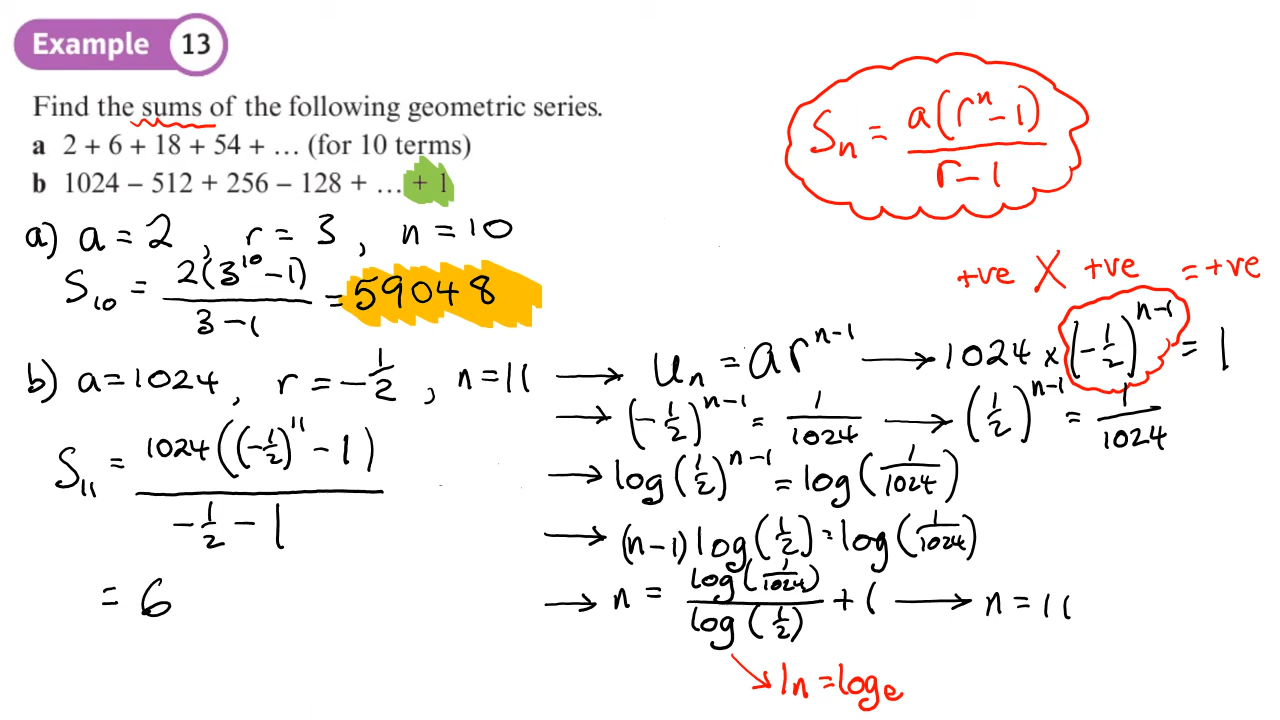 Example 13
Find the sums of the following geometric series.
a 2 + 6 + 18 + 54 + … (for 10 terms)
b 1024 – 512 + 256 – 128 + … + 1
Sn = a(r^n – 1) / (r – 1)
a) a = 2, r = 3, n = 10
S10 = 2(3^10 – 1) / (3 – 1) = 59048
b) a = 1024, r = –1/2, n = 11
S11 = 1024((–1/2)^11 – 1) / (–1/2 – 1)
= 6
+ve X +ve = +ve
→ Un = ar^(n–1) → 1024 × (–1/2)^(n–1) = 1
→ (–1/2)^(n–1) = 1/1024 → (1/2)^(n–1) = 1/1024
→ log(1/2)^(n–1) = log(1/1024)
→ (n–1) log(1/2) = log(1/1024)
→ n = log(1/1024) / log(1/2) + 1 → n = 11
ln = loge